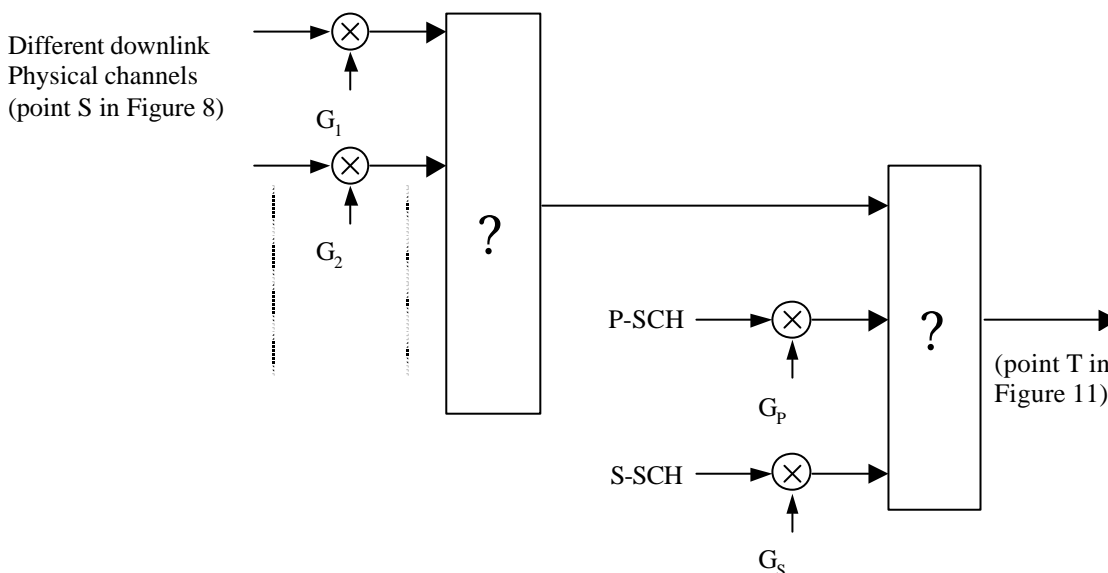 Different downlink
Physical channels
(point S in Figure 8)
G1
G2
?
P-SCH
GP
S-SCH
GS
?
(point T in
Figure 11)